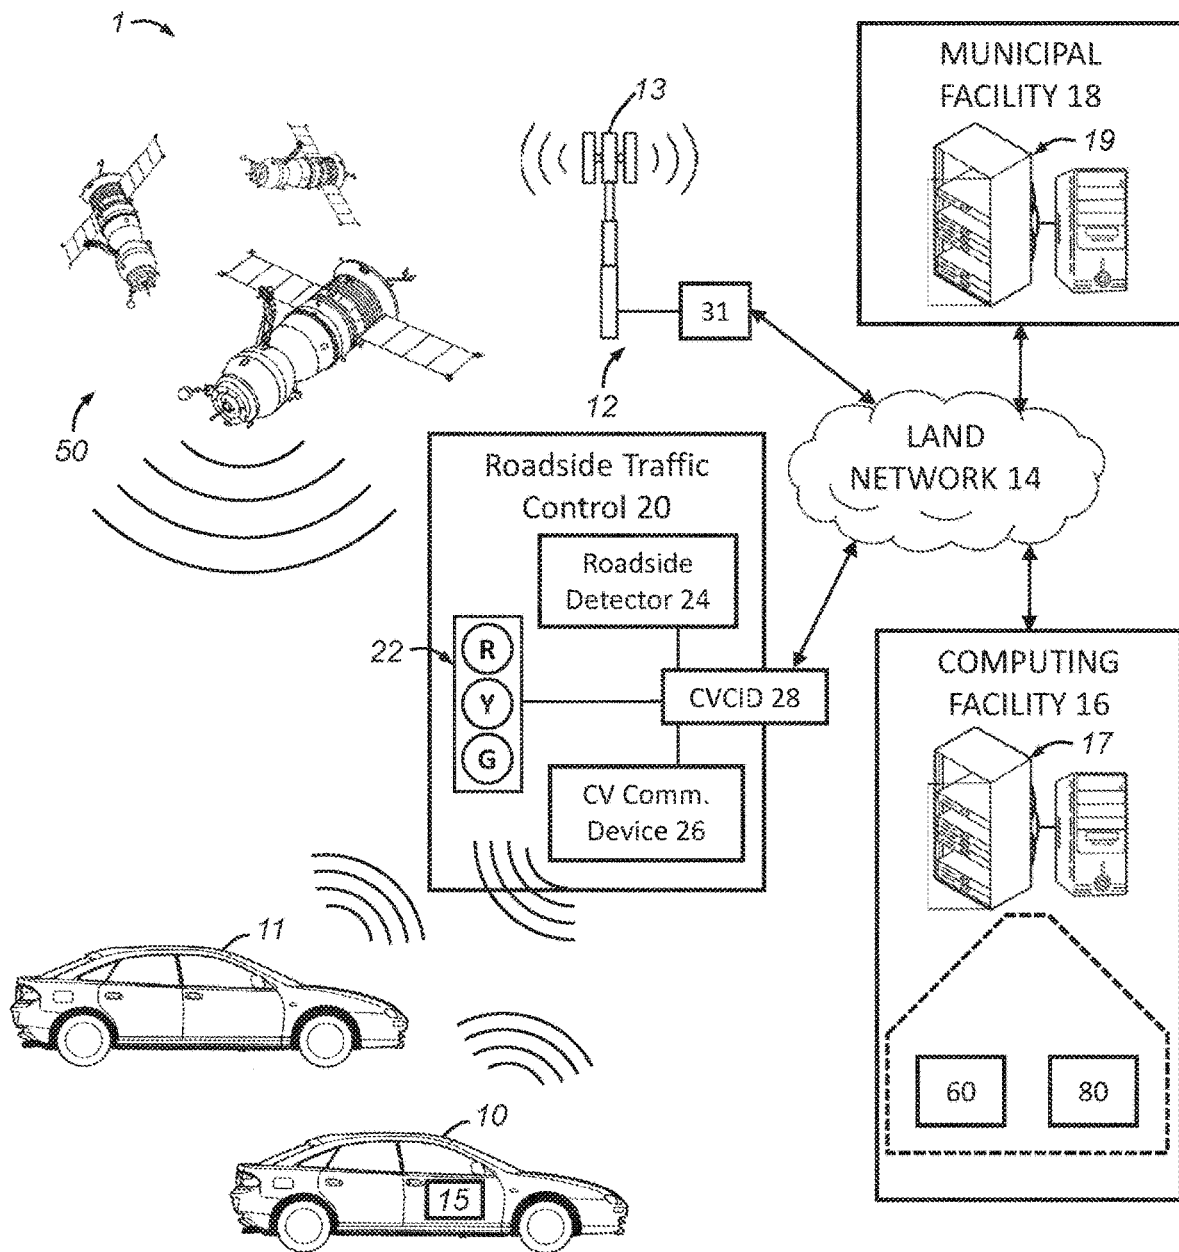 1
13
MUNICIPAL
FACILITY 18
19
31
12
50
LAND
NETWORK 14
Roadside Traffic
Control 20
Roadside
Detector 24
22
R
Y
G
CVCID 28
CV Comm.
Device 26
COMPUTING
FACILITY 16
17
60
80
11
10
15